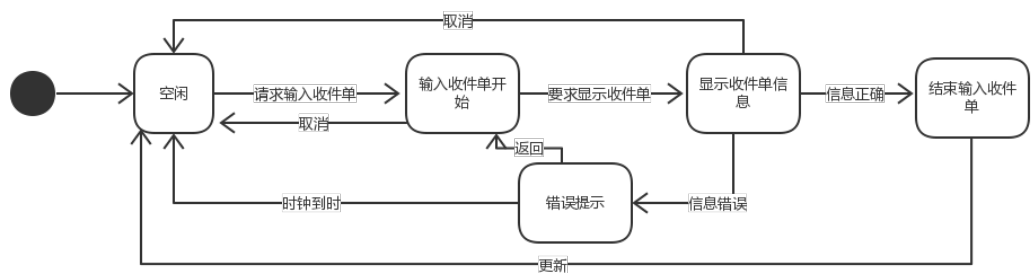 取消
空闲
请求输入收件单
输入收件单开
始
要求显示收件单
显示收件单信
息
信息正确
结束输入收件
单
取消
返回
时钟到时
错误提示
信息错误
更新